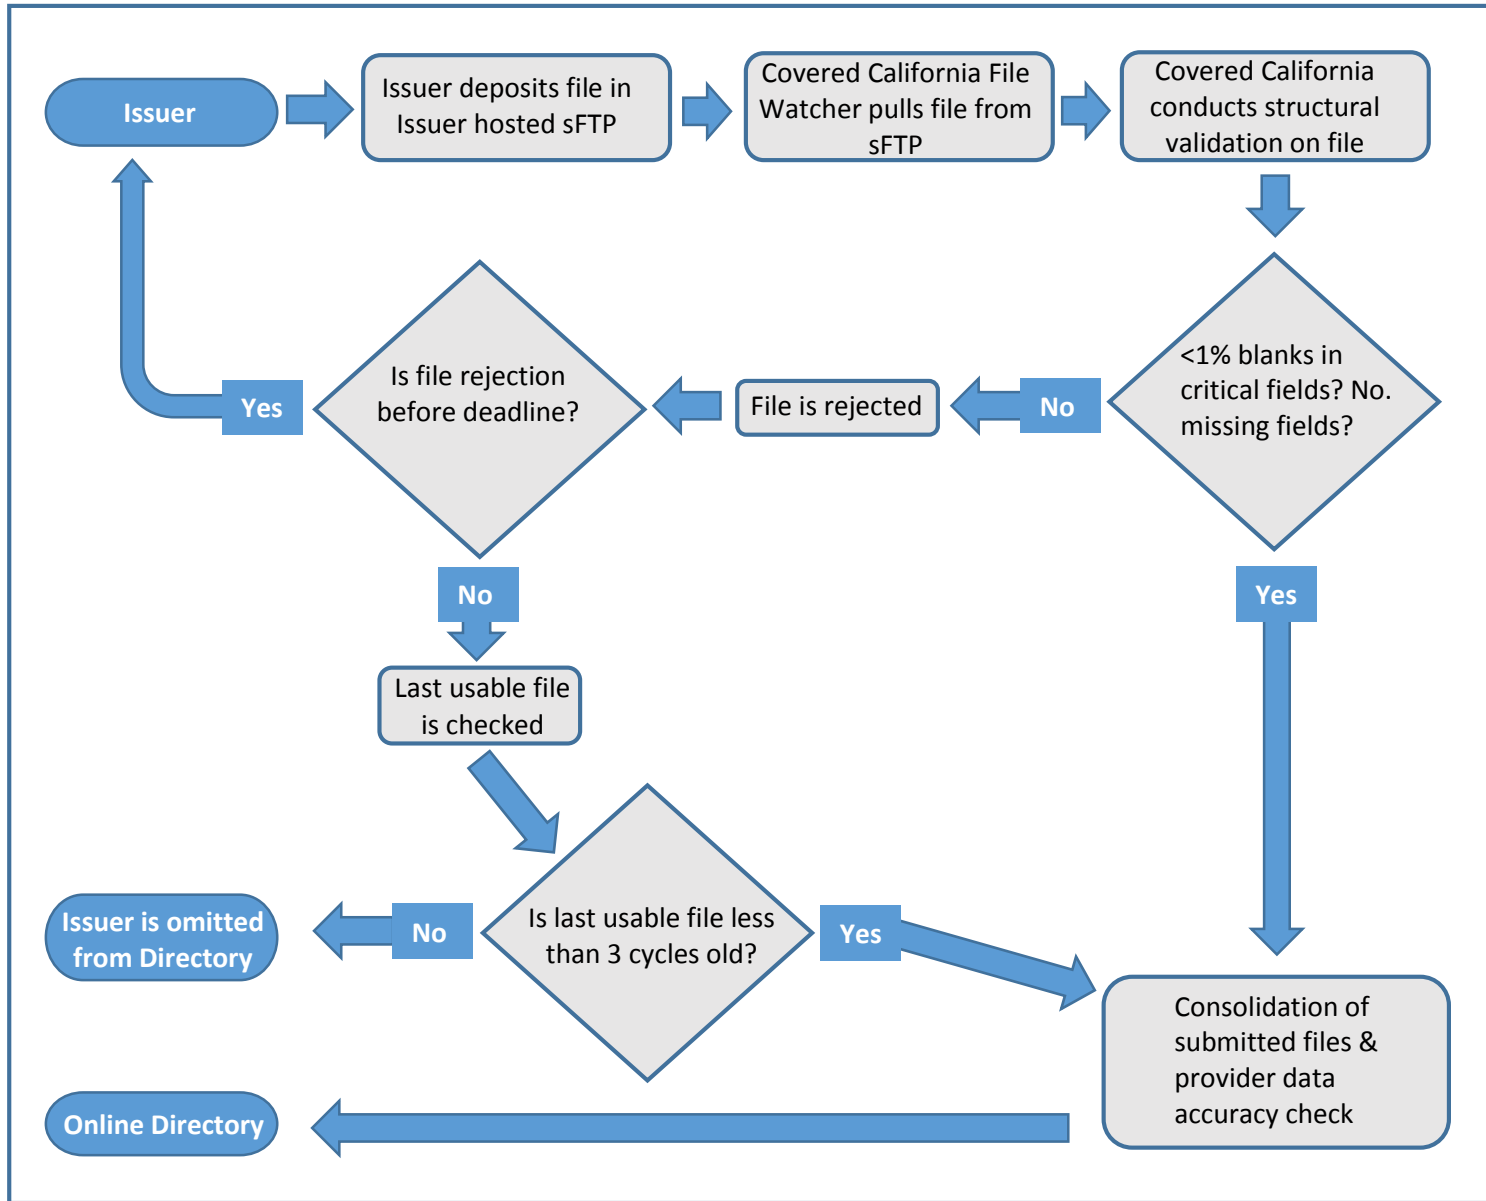 Issuer
Issuer deposits file in
Issuer hosted sFTP
Covered California File
Watcher pulls file from
sFTP
Covered California
conducts structural
validation on file
<1% blanks in
critical fields? No.
missing fields?
No
File is rejected
Is file rejection
before deadline?
Yes
No
Yes
Last usable file
is checked
Is last usable file less
than 3 cycles old?
No
Yes
Issuer is omitted
from Directory
Consolidation of
submitted files &
provider data
accuracy check
Online Directory